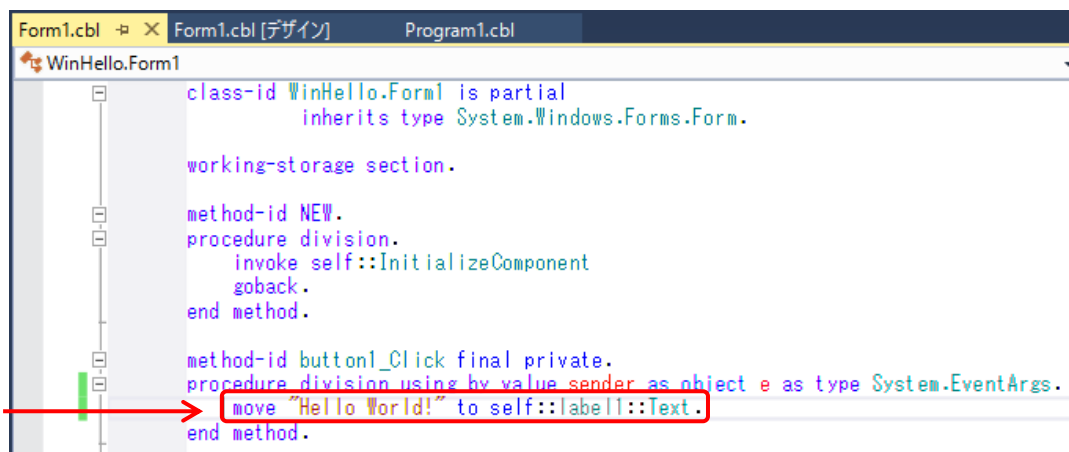 Form1.cbl Form1.cbl [デザイン] Program1.cbl
WinHello.Form1
class-id WinHello.Form1 is partial
inherits type System.Windows.Forms.Form.
working-storage section.
method-id NEW.
procedure division.
invoke self::InitializeComponent
goback.
end method.
method-id button1_Click final private.
procedure division using by value sender as object e as type System.EventArgs.
move "Hello World!" to self::label1::Text.
end method.